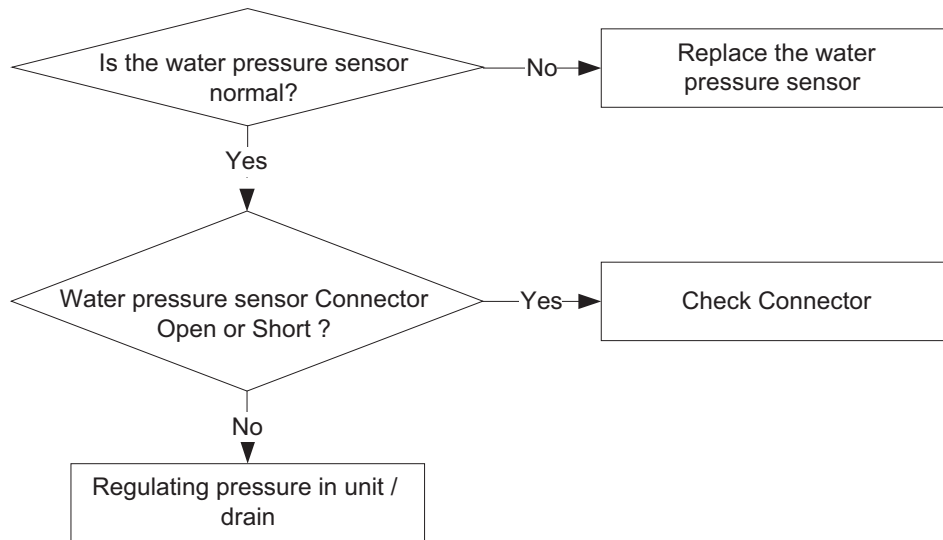 Is the water pressure sensor
normal?
No
Replace the water
pressure sensor
Yes
Water pressure sensor Connector
Open or Short ?
Yes
Check Connector
No
Regulating pressure in unit /
drain